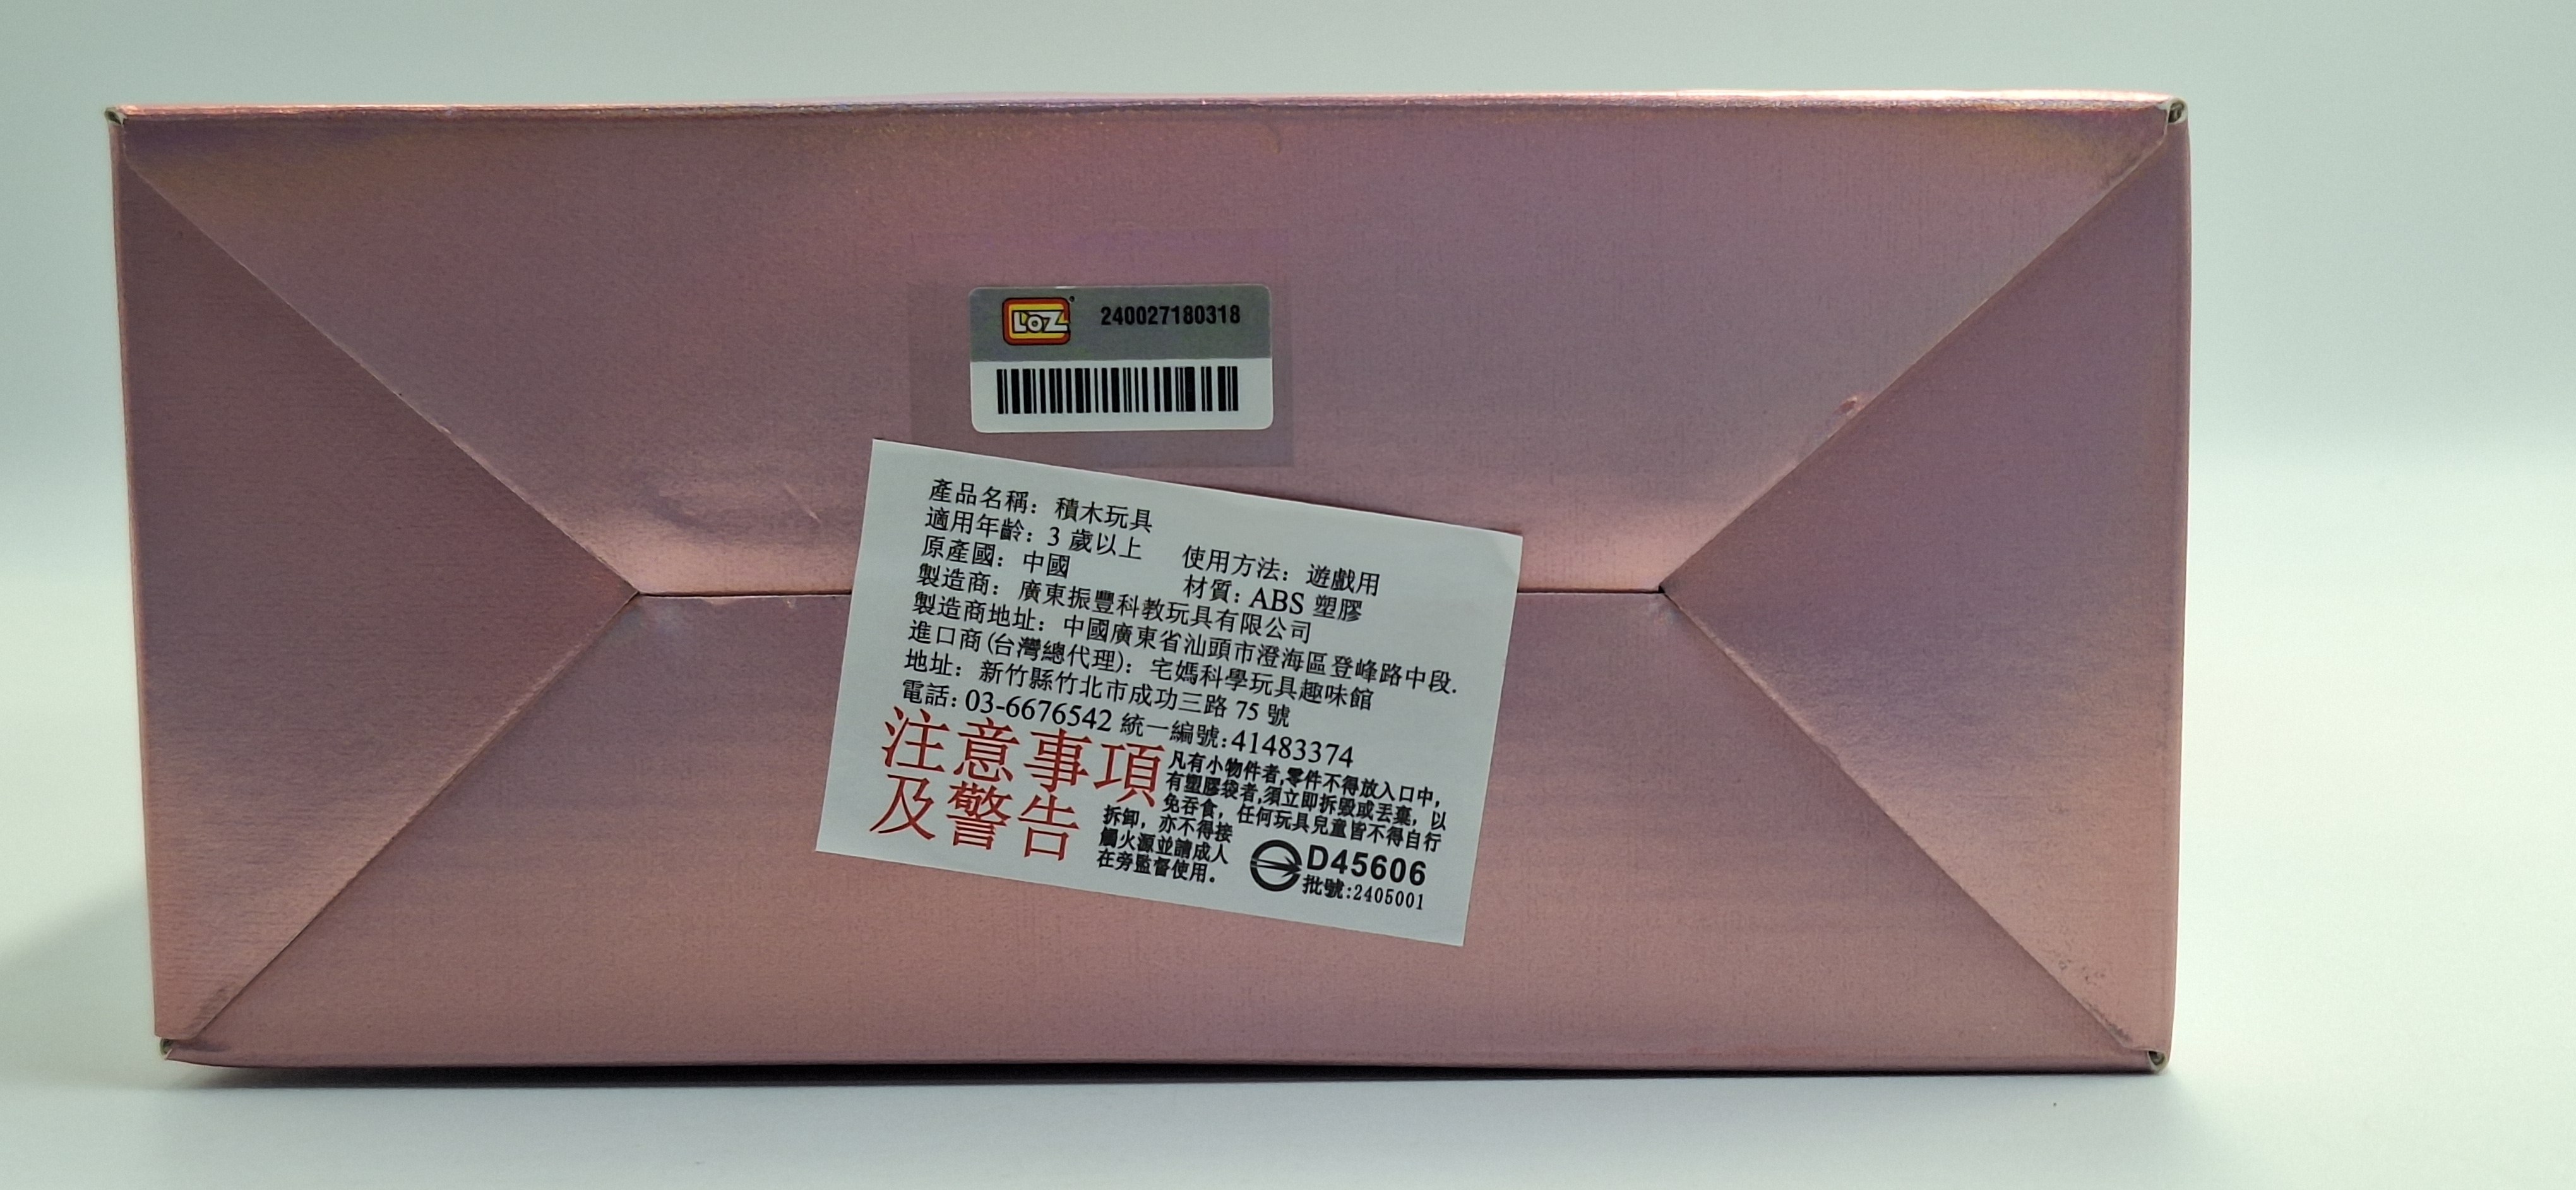 LOZ
240027180318
產品名稱：積木玩具
適用年齡：3 歲以上 使用方法：遊戲用
原產國：中國 材質：ABS 塑膠
製造商：廣東振豐科教玩具有限公司
製造商地址：中國廣東省汕頭市澄海區登峰路中段.
進口商(台灣總代理)：宅媽科學玩具趣味館
地址：新竹縣竹北市成功三路 75 號
電話：03-6676542 統一編號:41483374
注意事項
及警告
凡有小物件者,零件不得放入口中,
有塑膠袋者,須立即拆毀或丟棄，以
免吞食，任何玩具兒童皆不得自行
拆卸，亦不得接
觸火源並請成人
在旁監督使用。
D45606
批號:2405001